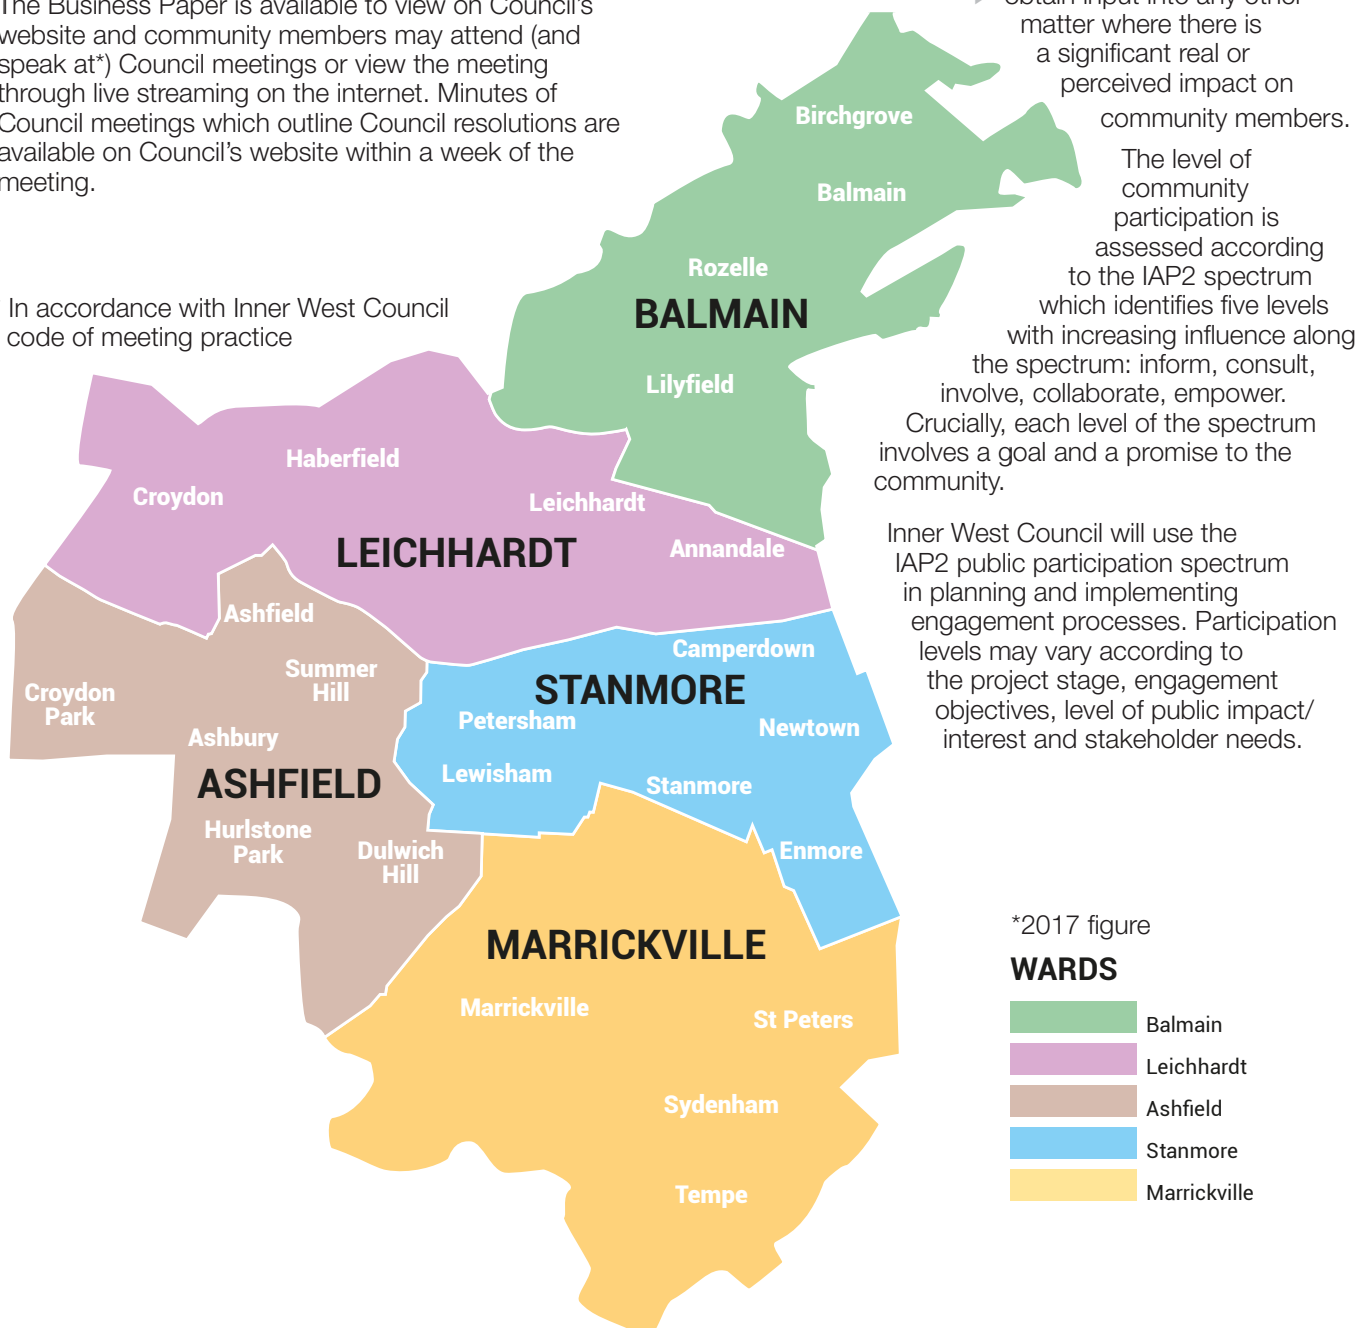 The Business Paper is available to view on Council's
website and community members may attend (and
speak at*) Council meetings or view the meeting
through live streaming on the internet. Minutes of
Council meetings which outline Council resolutions are
available on Council's website within a week of the
meeting.
In accordance with Inner West Council
code of meeting practice
obtain input into any other
matter where there is
a significant real or
perceived impact on
community members.
The level of
community
participation is
assessed according
to the IAP2 spectrum
which identifies five levels
with increasing influence along
the spectrum: inform, consult,
involve, collaborate, empower.
Crucially, each level of the spectrum
involves a goal and a promise to the
community.
Inner West Council will use the
IAP2 public participation spectrum
in planning and implementing
engagement processes. Participation
levels may vary according to
the project stage, engagement
objectives, level of public impact/
interest and stakeholder needs.
Birchgrove
Balmain
Rozelle
BALMAIN
Lilyfield
Haberfield
Croydon
Leichhardt
LEICHHARDT
Annandale
Ashfield
Summer
Hill
Croydon
Park
Ashbury
ASHFIELD
Hurlstone
Park
Dulwich
Hill
Camperdown
STANMORE
Petersham
Newtown
Lewisham
Stanmore
Enmore
MARRICKVILLE
Marrickville
St Peters
Sydenham
Tempe
*2017 figure
WARDS
Balmain
Leichhardt
Ashfield
Stanmore
Marrickville